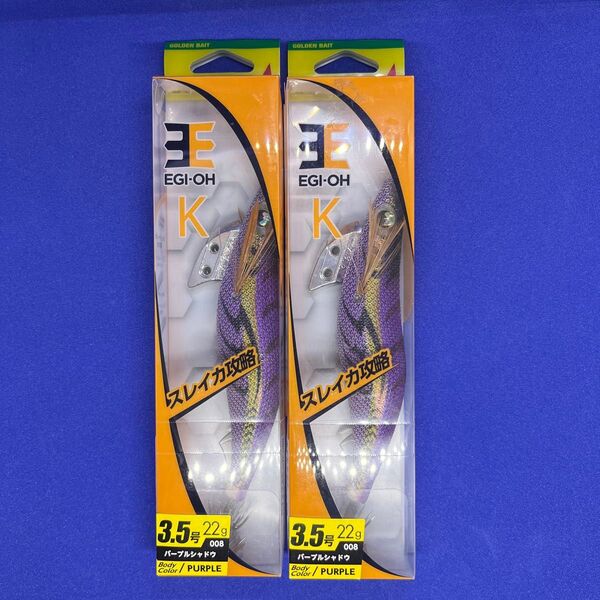 GOLDEN BAIT
EGI-OH
K
スレイカ攻略
3.5号 22g
008
パープルシャドウ
Body Color / PURPLE
GOLDEN BAIT
EGI-OH
K
スレイカ攻略
3.5号 22g
008
パープルシャドウ
Body Color / PURPLE